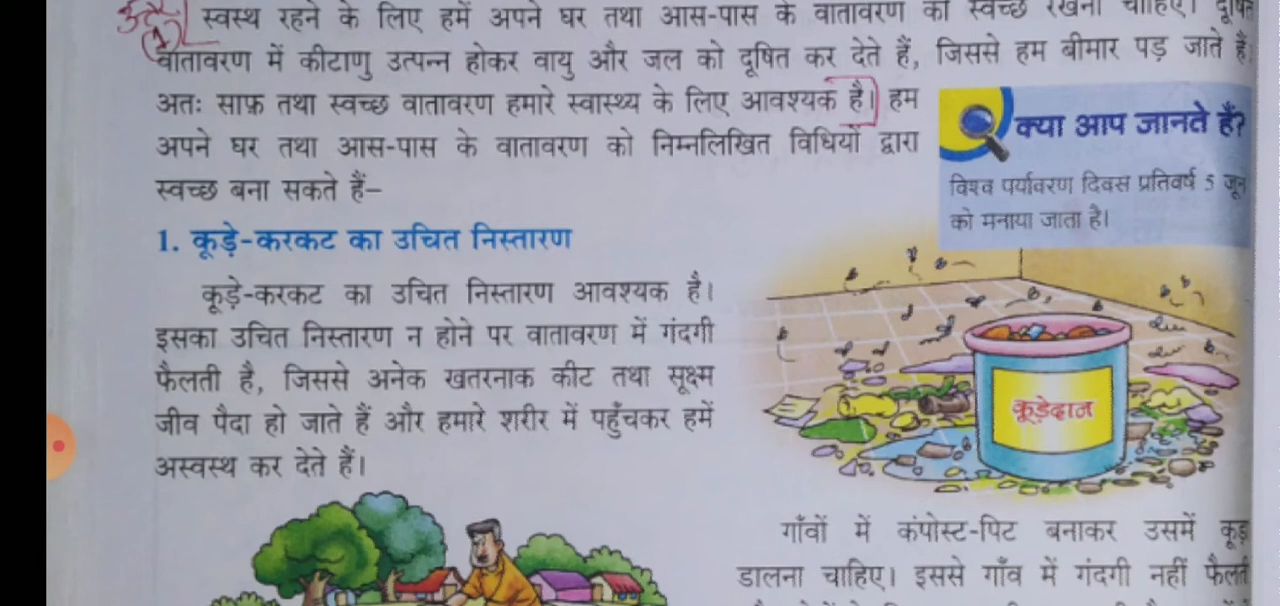 स्वस्थ रहने के लिए हमें अपने घर तथा आस-पास के वातावरण को स्वच्छ रखना चाहिए।
वातावरण में कीटाणु उत्पन्न होकर वायु और जल को दूषित कर देते हैं, जिससे हम बीमार पड़ जाते हैं।
अतः साफ़ तथा स्वच्छ वातावरण हमारे स्वास्थ्य के लिए आवश्यक है। हम
अपने घर तथा आस-पास के वातावरण को निम्नलिखित विधियों द्वारा
स्वच्छ बना सकते हैं–
क्या आप जानते हैं?
विश्व पर्यावरण दिवस प्रतिवर्ष 5 जून
को मनाया जाता है।
1. कूड़े-करकट का उचित निस्तारण
कूड़े-करकट का उचित निस्तारण आवश्यक है।
इसका उचित निस्तारण न होने पर वातावरण में गंदगी
फैलती है, जिससे अनेक खतरनाक कीट तथा सूक्ष्म
जीव पैदा हो जाते हैं और हमारे शरीर में पहुँचकर हमें
अस्वस्थ कर देते हैं।
कूड़ेदान
गाँवों में कंपोस्ट-पिट बनाकर उसमें
डालना चाहिए। इससे गाँव में गंदगी नहीं